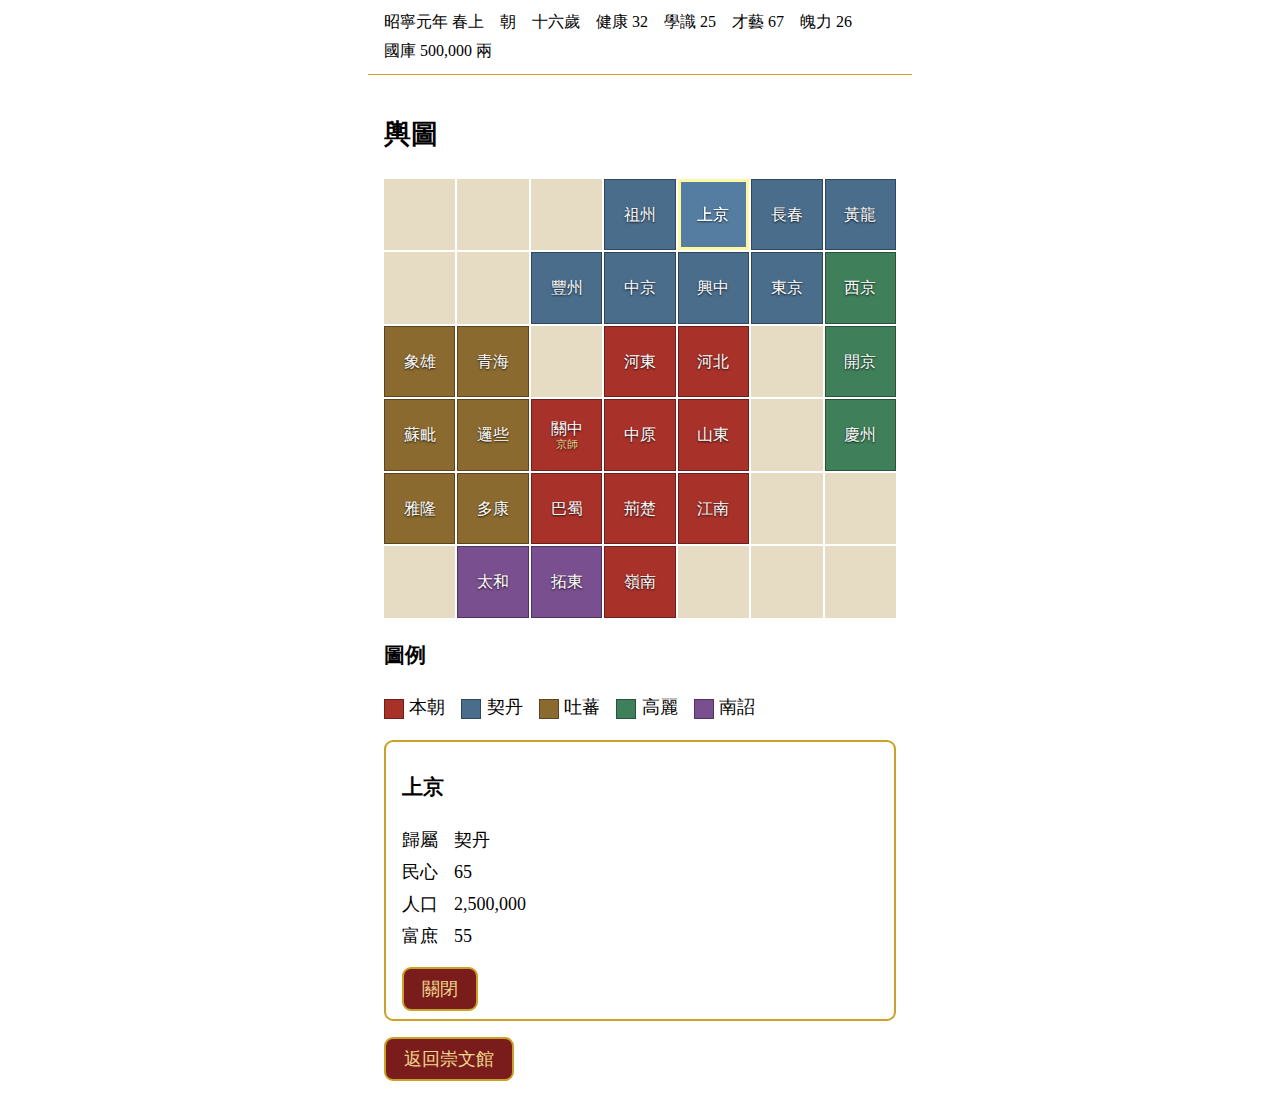 昭寧元年 春上 朝 十六歲 健康 32 學識 25 才藝 67 魄力 26
國庫 500,000 兩
輿圖
祖州 上京 長春 黃龍
豐州 中京 興中 東京 西京
象雄 青海 河東 河北 開京
蘇毗 邏些 關中 中原 山東 慶州
京師
雅隆 多康 巴蜀 荊楚 江南
太和 拓東 嶺南
圖例
本朝 契丹 吐蕃 高麗 南詔
上京
歸屬 契丹
民心 65
人口 2,500,000
富庶 55
關閉
返回崇文館